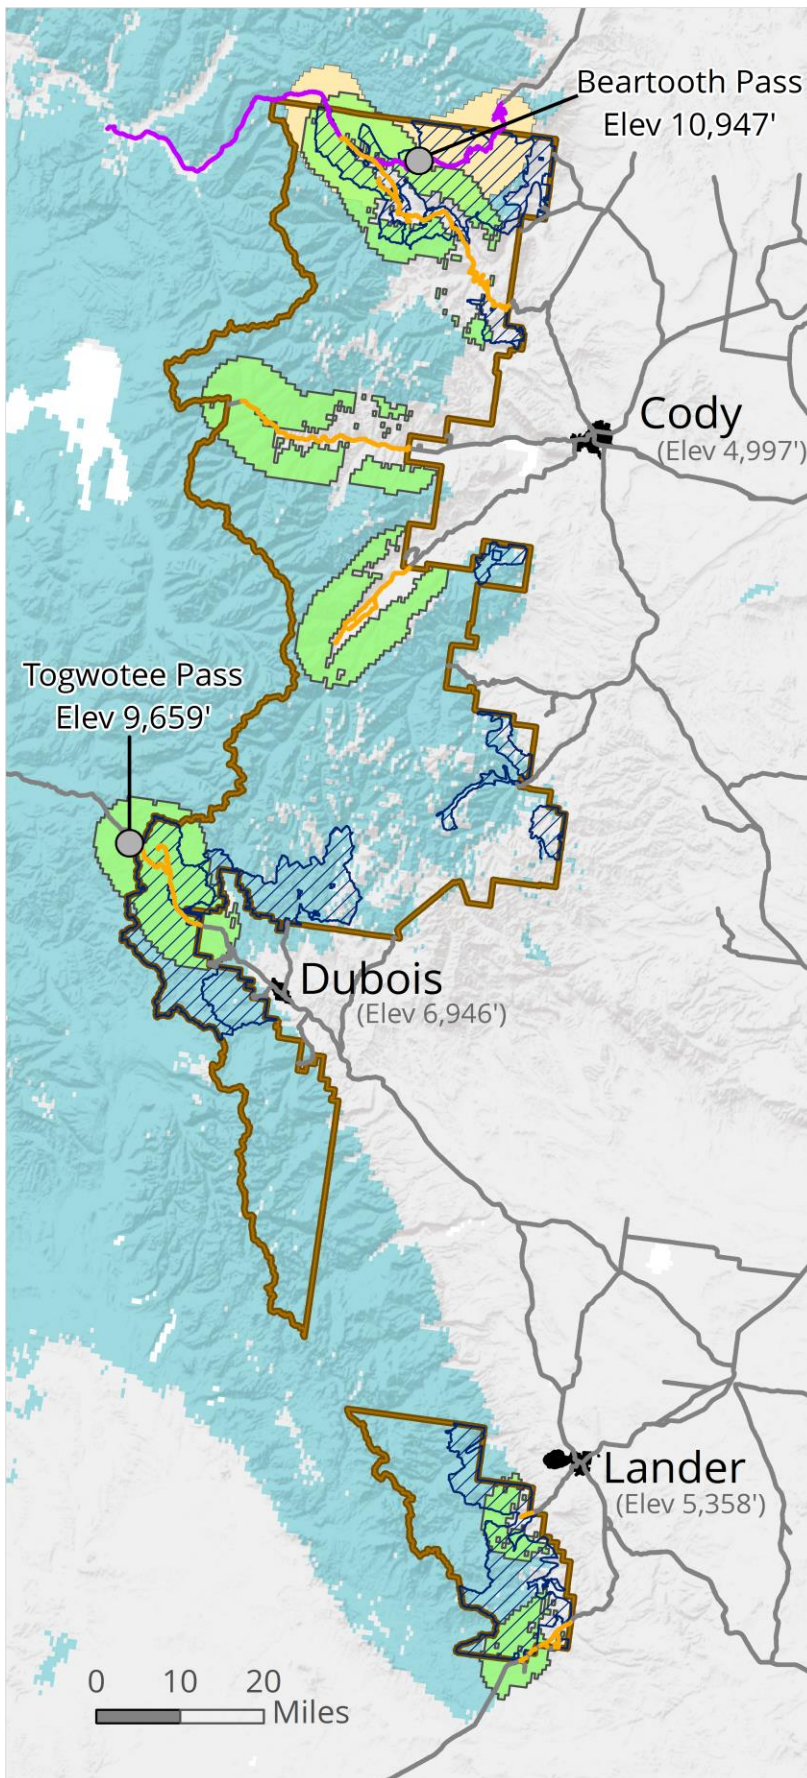 Beartooth Pass
Elev 10,947'
Cody
(Elev 4,997')
Togwotee Pass
Elev 9,659'
Dubois
(Elev 6,946')
Lander
(Elev 5,358')
0 10 20
Miles